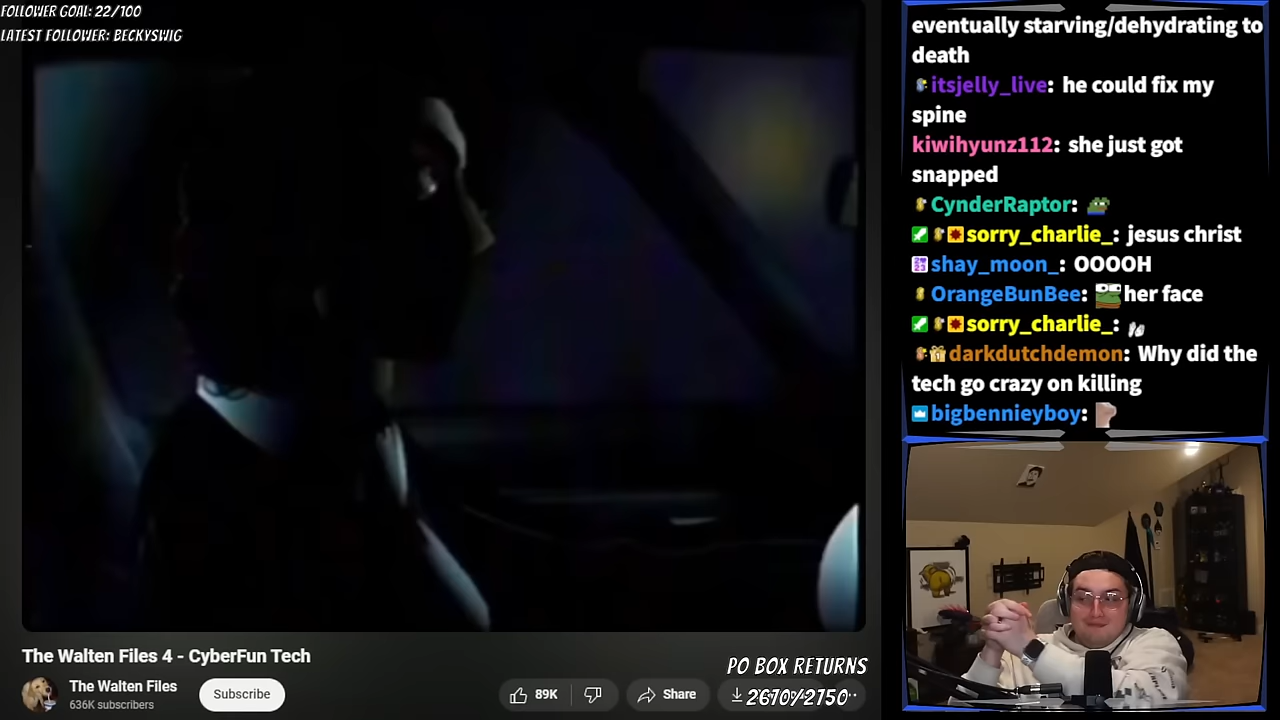 FOLLOWER GOAL: 22/100
LATEST FOLLOWER: BECKYSWIG
The Walten Files 4 - CyberFun Tech
The Walten Files
636K subscribers
Subscribe
89K
Share
PO BOX RETURNS
2670/2750
eventually starving/dehydrating to
death
itsjelly_live: he could fix my
spine
kiwihyunz112: she just got
snapped
CynderRaptor:
sorry_charlie_: jesus christ
shay_moon_: OOOOH
OrangeBunBee: her face
sorry_charlie_:
darkdutchdemon: Why did the
tech go crazy on killing
bigbennieyboy: